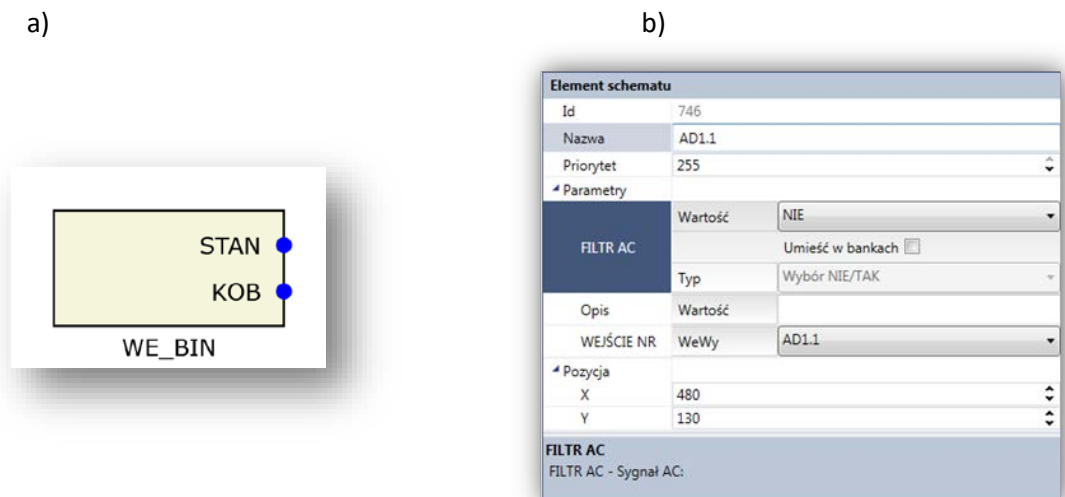 a)
b)
STAN
KOB
WE_BIN
Element schematu
Id 746
Nazwa AD1.1
Priorytet 255
Parametry
FILTR AC Wartość NIE
Umieść w bankach
Typ Wybór NIE/TAK
Opis Wartość
WEJŚCIE NR WeWy AD1.1
Pozycja
X 480
Y 130
FILTR AC
FILTR AC - Sygnał AC: